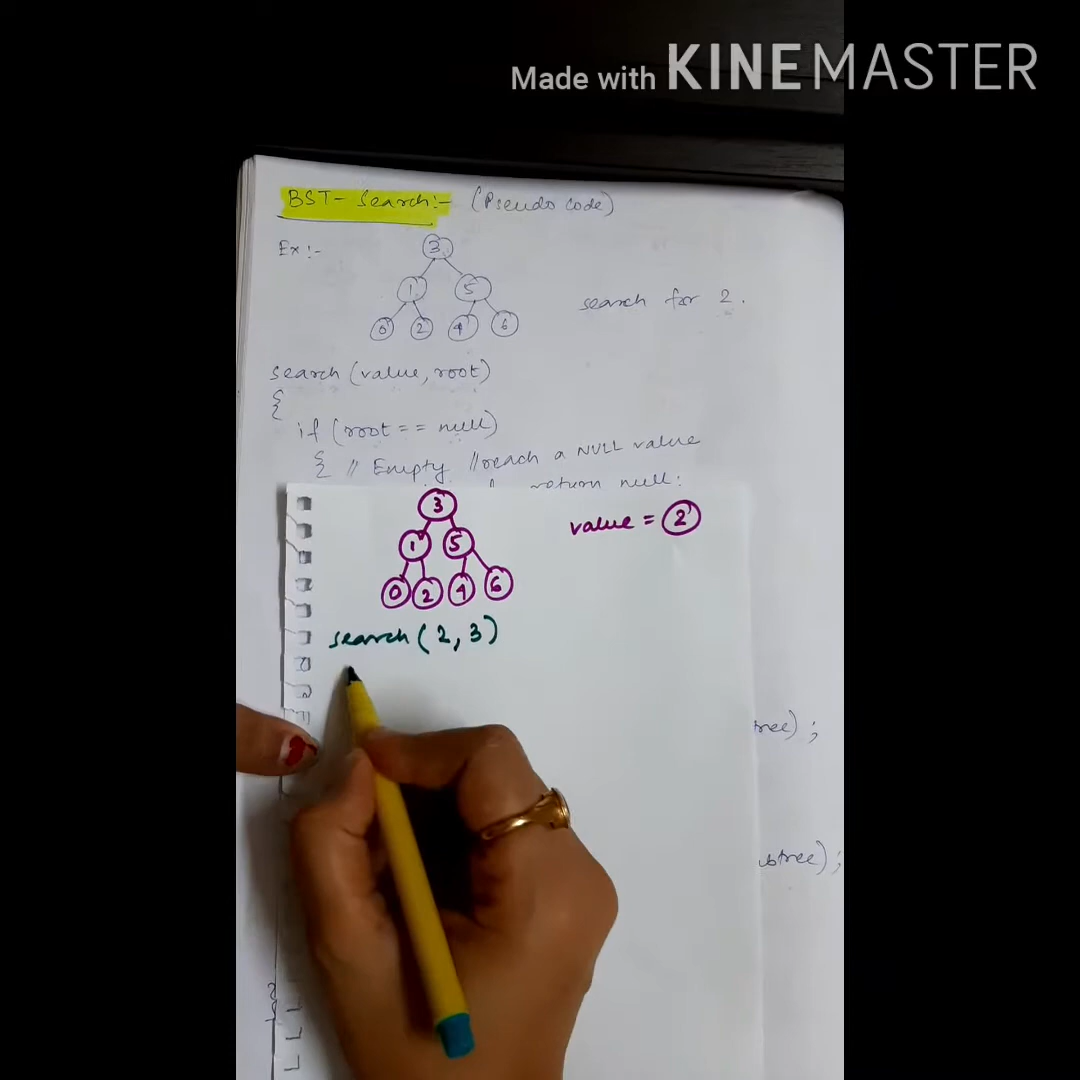 Made with KINEMASTER
BST- Search:- (Pseudo code)
Ex:-
3
1 5
0 2 4 6
search for 2.
search (value, root)
{
if (root == null)
{ // Empty //reach a NULL value
return null;
3
1 5
0 2 4 6
value = 2
search (2, 3)
tree);
btree);